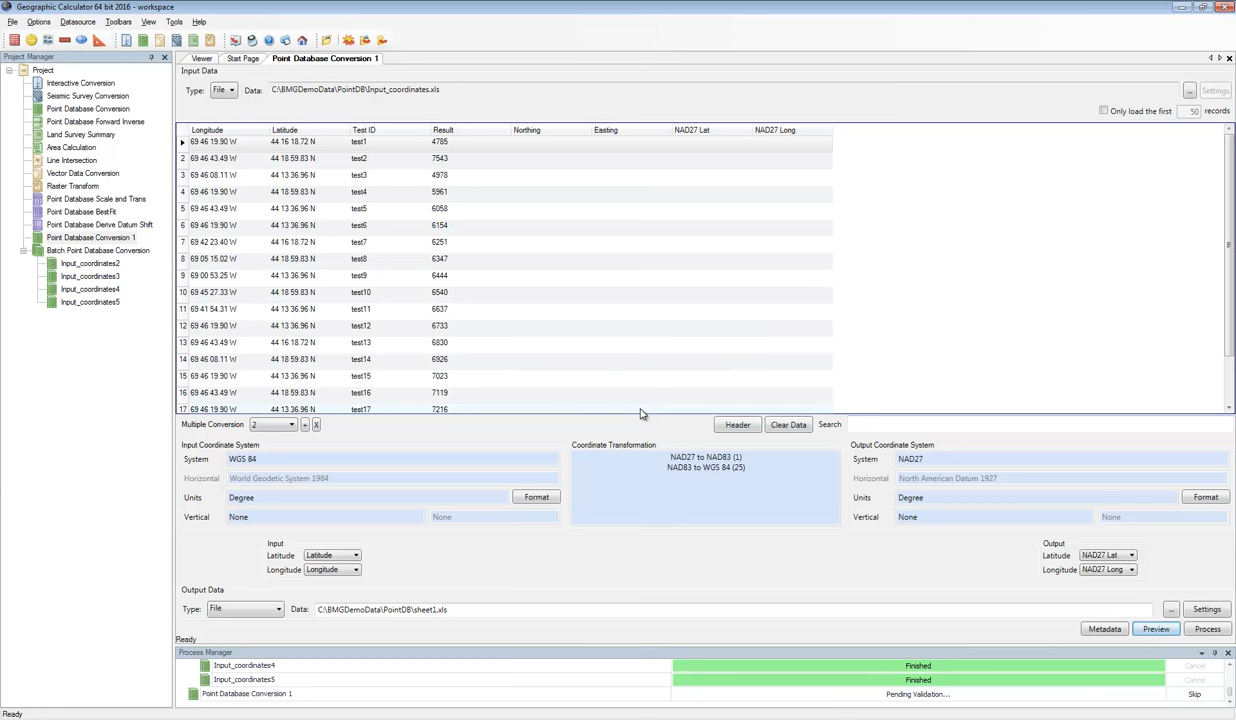 Geographic Calculator 64 bit 2016 - workspace
File Options Datasource Toolbars View Tools Help
Project Manager
Project
Interactive Conversion
Seismic Survey Conversion
Point Database Conversion
Point Database Forward Inverse
Land Survey Summary
Area Calculation
Line Intersection
Vector Data Conversion
Raster Transform
Point Database Scale and Trans
Point Database BestFit
Point Database Derive Datum Shift
Point Database Conversion 1
Batch Point Database Conversion
Input_coordinates2
Input_coordinates3
Input_coordinates4
Input_coordinates5
Viewer Start Page Point Database Conversion 1
Input Data
Type: File Data: C:\BMGDemoData\PointDB\Input_coordinates.xls ... Settings
Only load the first 50 records
Longitude Latitude Test ID Result Northing Easting NAD27 Lat NAD27 Long
69 46 19.90 W 44 16 18.72 N test1 4785
2 69 46 43.49 W 44 18 59.83 N test2 7543
3 69 46 08.11 W 44 13 36.96 N test3 4978
4 69 46 19.90 W 44 18 59.83 N test4 5961
5 69 46 43.49 W 44 13 36.96 N test5 6058
6 69 46 19.90 W 44 13 36.96 N test6 6154
7 69 42 23.40 W 44 16 18.72 N test7 6251
8 69 05 15.02 W 44 18 59.83 N test8 6347
9 69 00 53.25 W 44 13 36.96 N test9 6444
10 69 45 27.33 W 44 18 59.83 N test10 6540
11 69 41 54.31 W 44 13 36.96 N test11 6637
12 69 46 19.90 W 44 13 36.96 N test12 6733
13 69 46 43.49 W 44 16 18.72 N test13 6830
14 69 46 08.11 W 44 18 59.83 N test14 6926
15 69 46 19.90 W 44 13 36.96 N test15 7023
16 69 46 43.49 W 44 18 59.83 N test16 7119
17 69 46 19.90 W 44 13 36.96 N test17 7216
Multiple Conversion 2 + X Header Clear Data Search
Input Coordinate System Coordinate Transformation Output Coordinate System
System WGS 84 NAD27 to NAD83 (1) System NAD27
NAD83 to WGS 84 (25)
Horizontal World Geodetic System 1984 Horizontal North American Datum 1927
Units Degree Format Units Degree Format
Vertical None None Vertical None None
Input Output
Latitude Latitude Latitude NAD27 Lat
Longitude Longitude Longitude NAD27 Long
Output Data
Type: File Data: C:\BMGDemoData\PointDB\sheet1.xls ... Settings
Metadata Preview Process
Ready
Process Manager
Input_coordinates4 Finished Cancel
Input_coordinates5 Finished Cancel
Point Database Conversion 1 Pending Validation... Skip
Ready